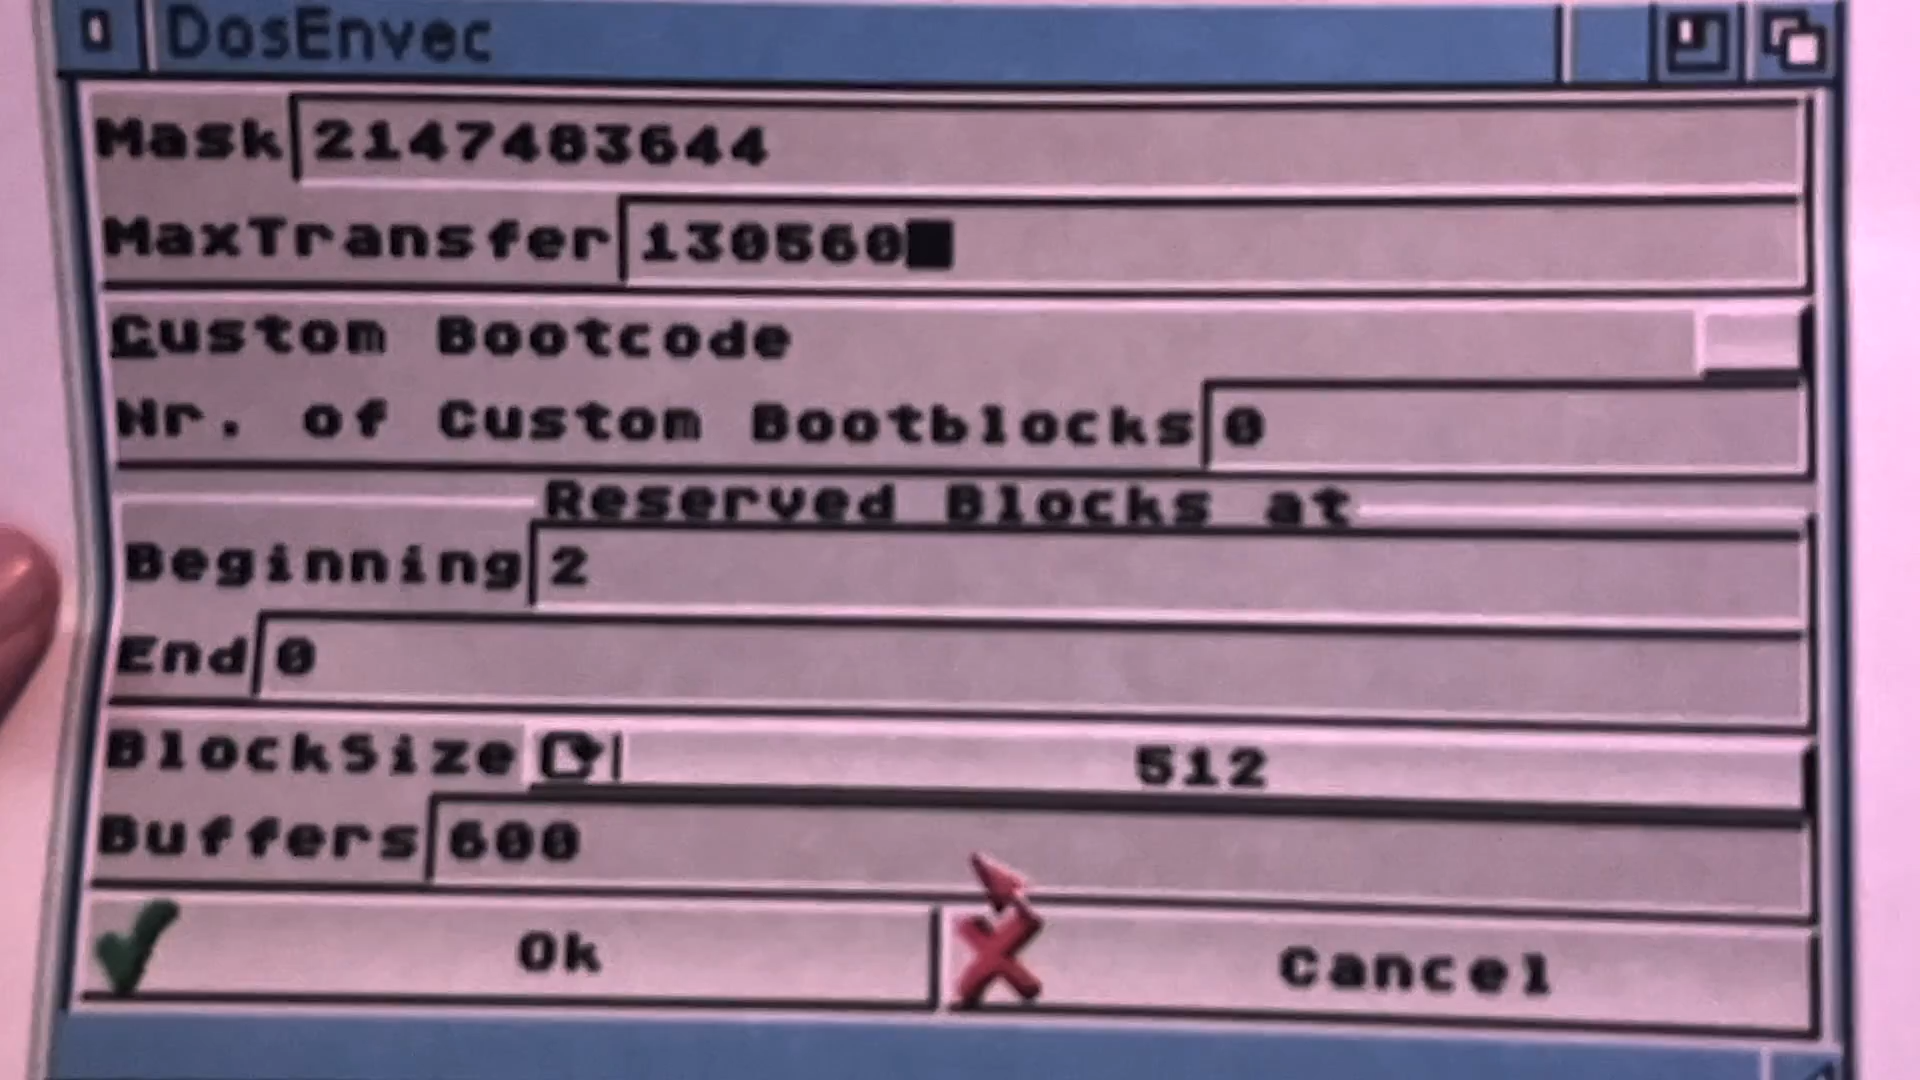 DosEnvec
Mask 2147483644
MaxTransfer 130560
Custom Bootcode
Nr. of Custom Bootblocks 0
Reserved Blocks at
Beginning 2
End 0
BlockSize 512
Buffers 600
Ok Cancel